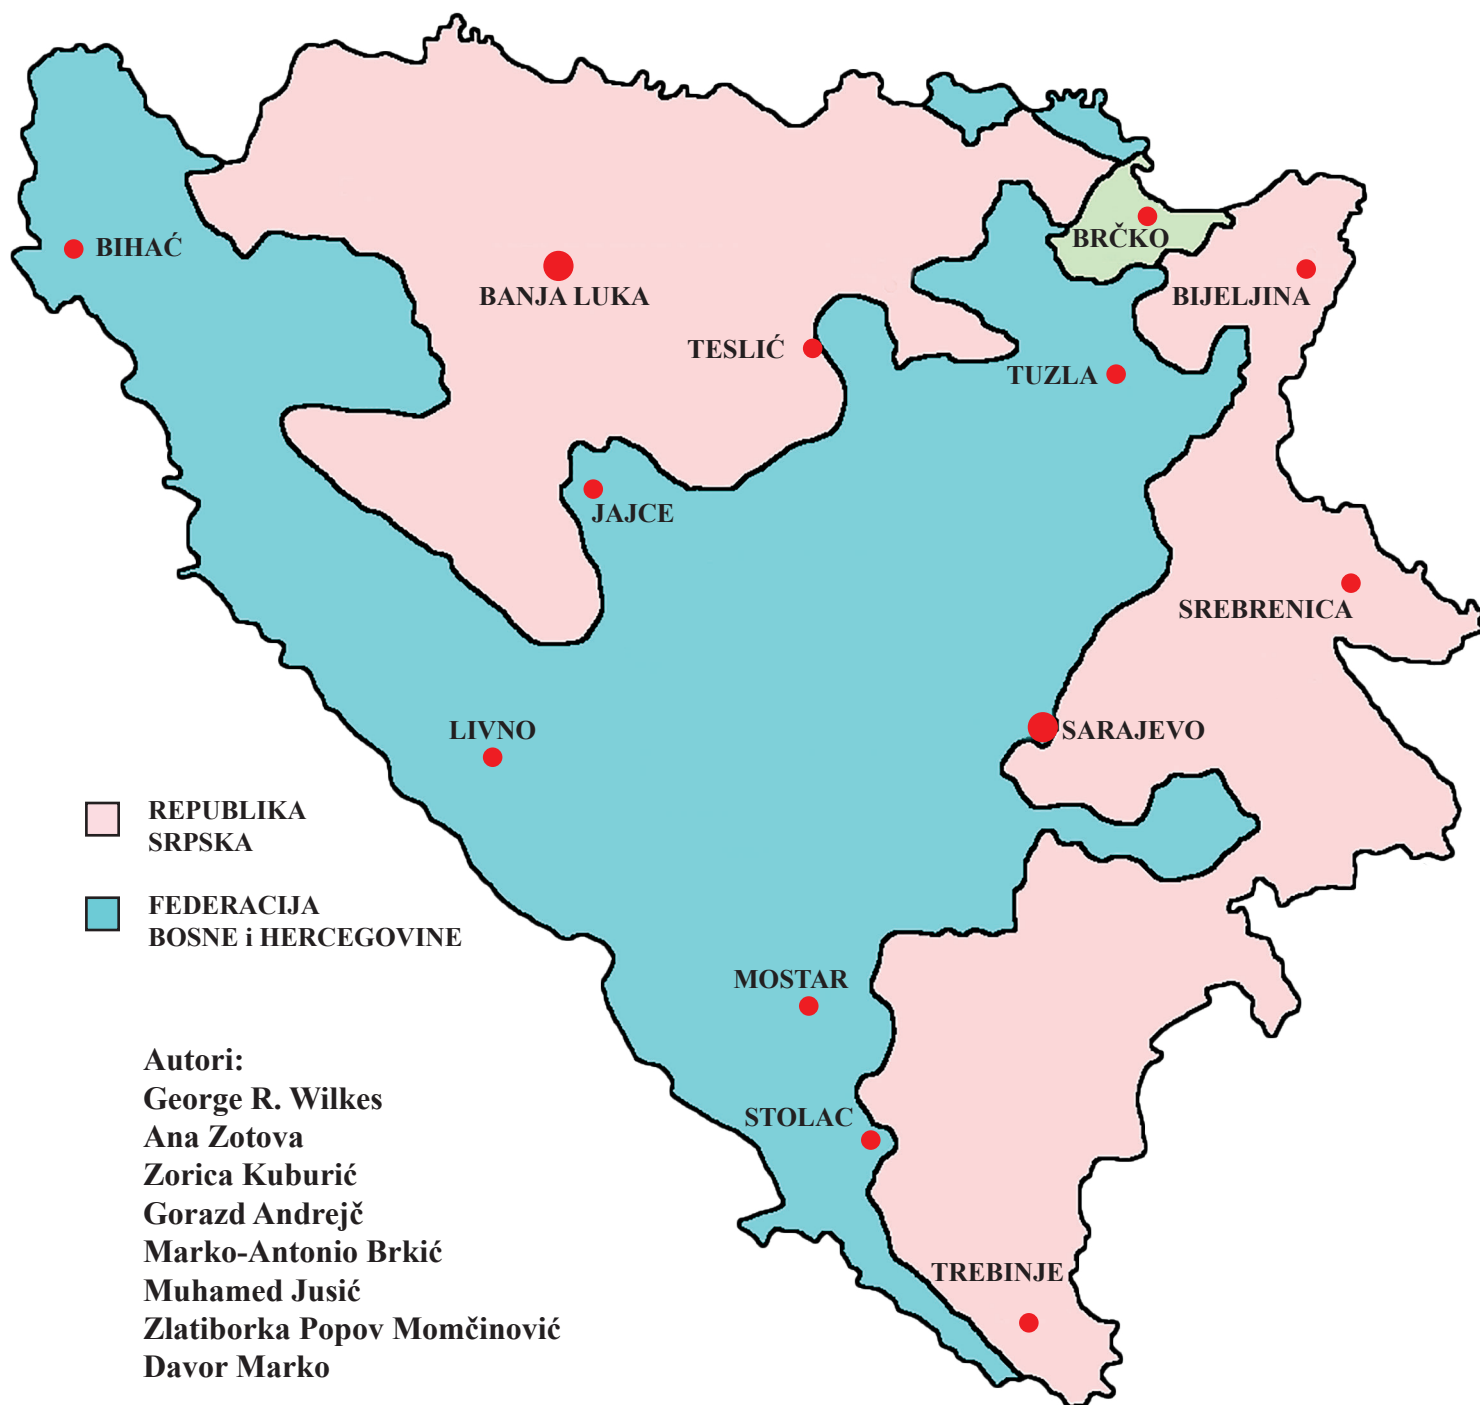 BRČKO
BIHAĆ
BANJA LUKA
BIJELJINA
TESLIĆ
TUZLA
JAJCE
SREBRENICA
LIVNO
SARAJEVO
REPUBLIKA
SRPSKA
FEDERACIJA
BOSNE i HERCEGOVINE
MOSTAR
STOLAC
TREBINJE
Autori:
George R. Wilkes
Ana Zotova
Zorica Kuburić
Gorazd Andrejč
Marko-Antonio Brkić
Muhamed Jusić
Zlatiborka Popov Momčinović
Davor Marko